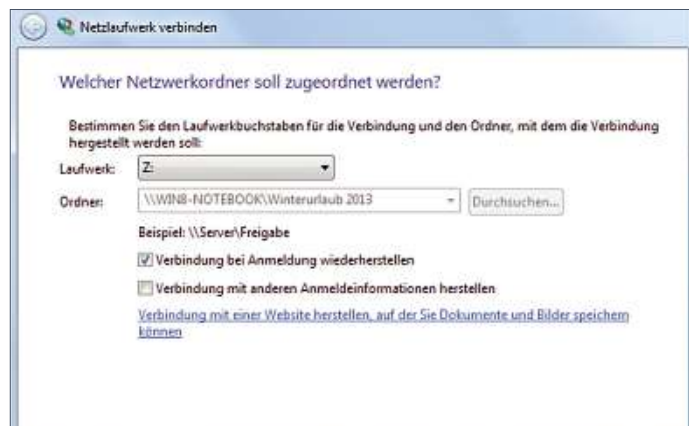 Netzlaufwerk verbinden
Welcher Netzwerkordner soll zugeordnet werden?
Bestimmen Sie den Laufwerkbuchstaben für die Verbindung und den Ordner, mit dem die Verbindung
hergestellt werden soll:
Laufwerk: Z:
Ordner: \\WIN8-NOTEBOOK\Winterurlaub 2013 Durchsuchen...
Beispiel: \\Server\Freigabe
Verbindung bei Anmeldung wiederherstellen
Verbindung mit anderen Anmeldeinformationen herstellen
Verbindung mit einer Website herstellen, auf der Sie Dokumente und Bilder speichern
können